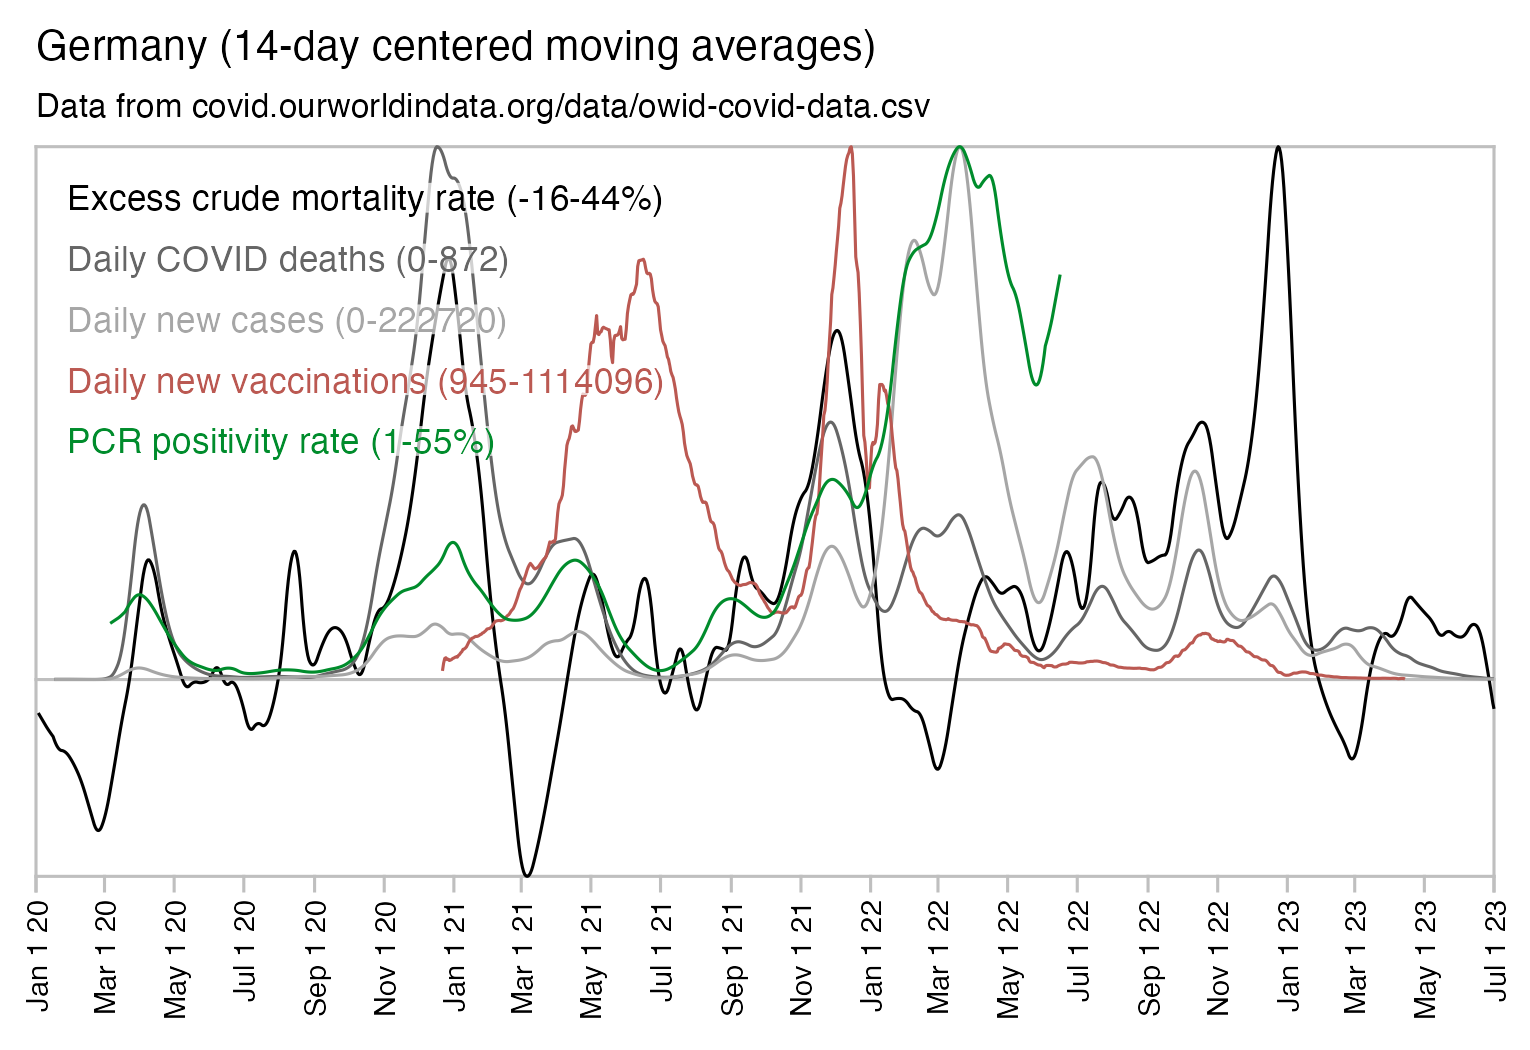 Germany (14-day centered moving averages)
Data from covid.ourworldindata.org/data/owid-covid-data.csv
Excess crude mortality rate (-16-44%)
Daily COVID deaths (0-872)
Daily new cases (0-222720)
Daily new vaccinations (945-1114096)
PCR positivity rate (1-55%)
Jan 1 20
Mar 1 20
May 1 20
Jul 1 20
Sep 1 20
Nov 1 20
Jan 1 21
Mar 1 21
May 1 21
Jul 1 21
Sep 1 21
Nov 1 21
Jan 1 22
Mar 1 22
May 1 22
Jul 1 22
Sep 1 22
Nov 1 22
Jan 1 23
Mar 1 23
May 1 23
Jul 1 23